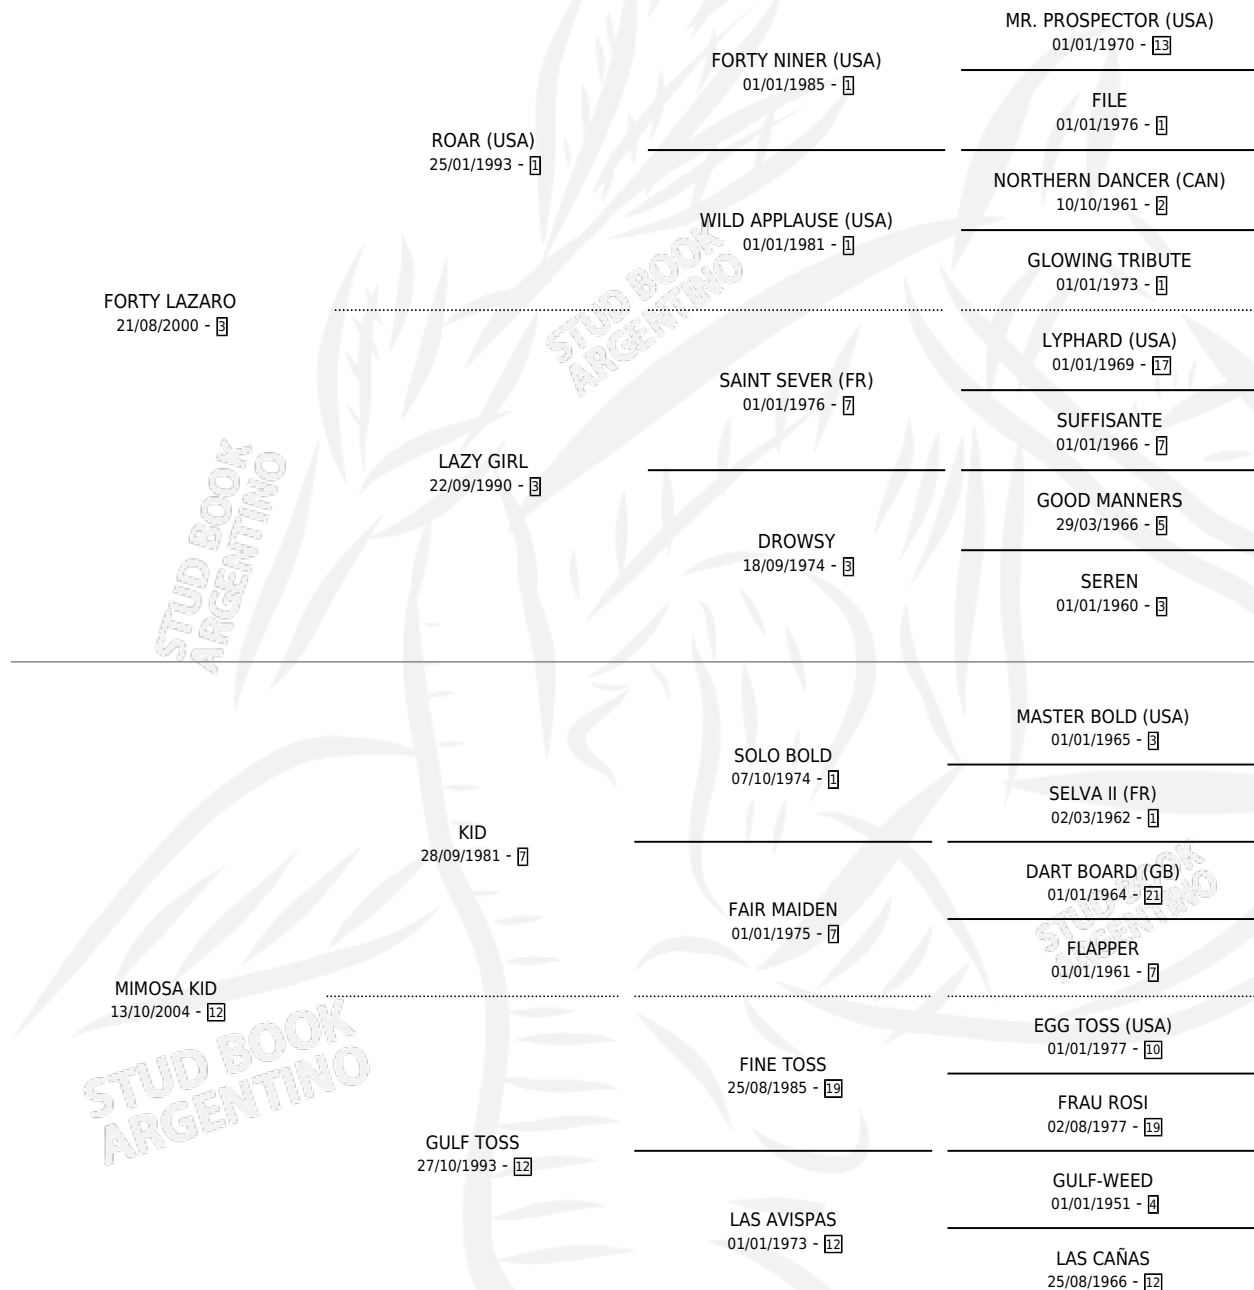 MR. PROSPECTOR (USA)
01/01/1970 - 13
FORTY NINER (USA)
01/01/1985 - 1
FILE
01/01/1976 - 1
ROAR (USA)
25/01/1993 - 1
NORTHERN DANCER (CAN)
10/10/1961 - 2
WILD APPLAUSE (USA)
01/01/1981 - 1
GLOWING TRIBUTE
01/01/1973 - 1
FORTY LAZARO
21/08/2000 - 3
LYPHARD (USA)
01/01/1969 - 17
SAINT SEVER (FR)
01/01/1976 - 7
SUFFISANTE
01/01/1966 - 7
LAZY GIRL
22/09/1990 - 3
GOOD MANNERS
29/03/1966 - 5
DROWSY
18/09/1974 - 3
SEREN
01/01/1960 - 3
MASTER BOLD (USA)
01/01/1965 - 3
SOLO BOLD
07/10/1974 - 1
SELVA II (FR)
02/03/1962 - 1
KID
28/09/1981 - 7
DART BOARD (GB)
01/01/1964 - 21
FAIR MAIDEN
01/01/1975 - 7
FLAPPER
01/01/1961 - 7
MIMOSA KID
13/10/2004 - 12
EGG TOSS (USA)
01/01/1977 - 10
FINE TOSS
25/08/1985 - 19
FRAU ROSI
02/08/1977 - 19
GULF TOSS
27/10/1993 - 12
GULF-WEED
01/01/1951 - 4
LAS AVISPAS
01/01/1973 - 12
LAS CAÑAS
25/08/1966 - 12
STUD BOOK
ARGENTINO
STUD BOOK
ARGENTINO
STUD BOOK
ARGENTINO
STUD BOOK
ARGENTINO